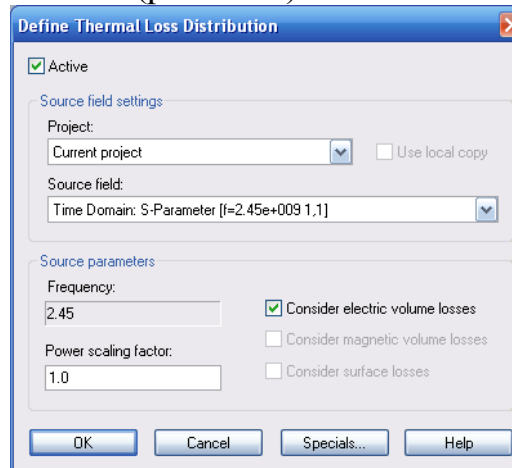 Define Thermal Loss Distribution
Active
Source field settings
Project:
Current project
Use local copy
Source field:
Time Domain: S-Parameter [f=2.45e+009 1,1]
Source parameters
Frequency:
2.45
Consider electric volume losses
Consider magnetic volume losses
Power scaling factor:
1.0
Consider surface losses
OK
Cancel
Specials...
Help